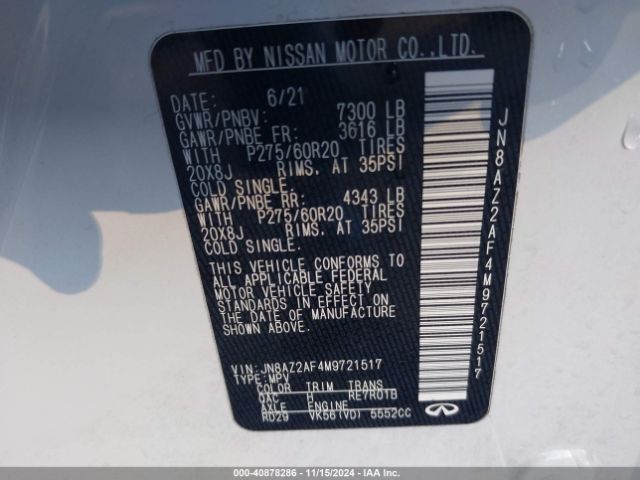 MFD BY NISSAN MOTOR CO.,LTD.
DATE: 6/21
GVWR/PNBV: 7300 LB
GAWR/PNBE FR: 3616 LB
WITH P275/60R20 TIRES
20X8J RIMS. AT 35PSI
COLD SINGLE.
GAWR/PNBE RR: 4343 LB
WITH P275/60R20 TIRES
20X8J RIMS. AT 35PSI
COLD SINGLE.
THIS VEHICLE CONFORMS TO
ALL APPLICABLE FEDERAL
MOTOR VEHICLE SAFETY
STANDARDS IN EFFECT ON
THE DATE OF MANUFACTURE
SHOWN ABOVE.
VIN: JN8AZ2AF4M9721517
TYPE: MPV
COLOR TRIM TRANS
QAC H RE7R01B
AXLE ENGINE
RD29 VK56(VD) 5552CC
JN8AZ2AF4M9721517
INFINITI
000-40878286 - 11/15/2024 - IAA Inc.